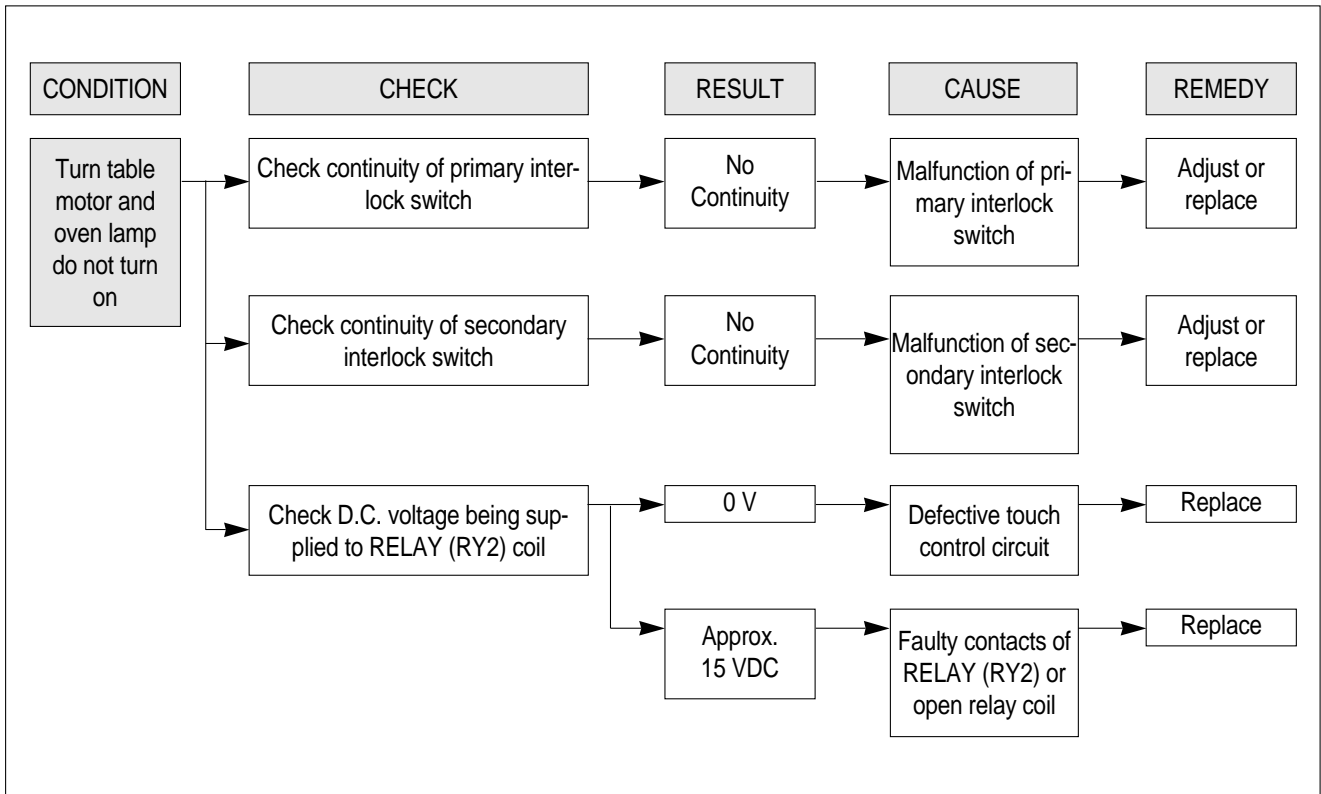 CONDITION
CHECK
RESULT
CAUSE
REMEDY
Turn table
motor and
oven lamp
do not turn
on
Check continuity of primary inter-
lock switch
No
Continuity
Malfunction of pri-
mary interlock
switch
Adjust or
replace
Check continuity of secondary
interlock switch
No
Continuity
Malfunction of sec-
ondary interlock
switch
Adjust or
replace
Check D.C. voltage being sup-
plied to RELAY (RY2) coil
0 V
Defective touch
control circuit
Replace
Approx.
15 VDC
Faulty contacts of
RELAY (RY2) or
open relay coil
Replace